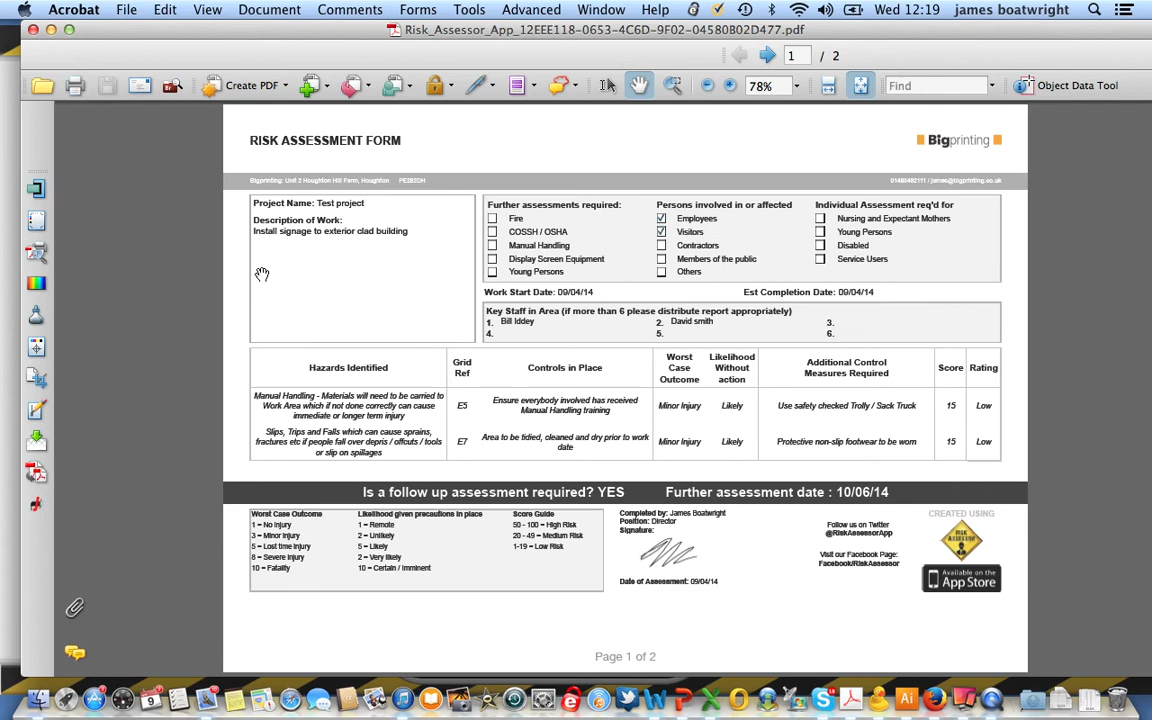 Acrobat File Edit View Document Comments Forms Tools Advanced Window Help Wed 12:19 james boatwright
Risk_Assessor_App_12EEE118-0653-4C6D-9F02-04580B02D477.pdf
1 / 2
Create PDF 78% Find Object Data Tool
RISK ASSESSMENT FORM
Bigprinting
Bigprinting: Unit 2 Houghton Hill Farm, Houghton PE282DH 01480462111 / james@bigprinting.co.uk
Project Name: Test project
Description of Work:
Install signage to exterior clad building
Further assessments required: Persons involved in or affected Individual Assessment req'd for
Fire Employees Nursing and Expectant Mothers
COSSH / OSHA Visitors Young Persons
Manual Handling Contractors Disabled
Display Screen Equipment Members of the public Service Users
Young Persons Others
Work Start Date: 09/04/14 Est Completion Date: 09/04/14
Key Staff in Area (if more than 6 please distribute report appropriately)
1. Bill Iddey 2. David smith 3.
4. 5. 6.
Hazards Identified
Grid
Ref
Controls in Place
Worst
Case
Outcome
Likelihood
Without
action
Additional Control
Measures Required
Score Rating
Manual Handling - Materials will need to be carried to
Work Area which if not done correctly can cause
immediate or longer term injury
E5
Ensure everybody involved has received
Manual Handling training
Minor Injury Likely Use safety checked Trolly / Sack Truck 15 Low
Slips, Trips and Falls which can cause sprains,
fractures etc if people fall over depris / offcuts / tools
or slip on spillages
E7
Area to be tidied, cleaned and dry prior to work
date
Minor Injury Likely Protective non-slip footwear to be worn 15 Low
Is a follow up assessment required? YES Further assessment date : 10/06/14
Worst Case Outcome Likelihood given precautions in place Score Guide
1 = No Injury 1 = Remote 50 - 100 = High Risk
3 = Minor Injury 2 = Unlikely 20 - 49 = Medium Risk
5 = Lost time Injury 5 = Likely 1-19 = Low Risk
8 = Severe Injury 2 = Very likely
10 = Fatality 10 = Certain / Imminent
Completed by: James Boatwright
Position: Director
Signature:
Date of Assessment: 09/04/14
Follow us on Twitter
@RiskAssessorApp
Visit our Facebook Page:
Facebook/RiskAssessor
CREATED USING
RISK
ASSESSOR
Available on the
App Store
Page 1 of 2